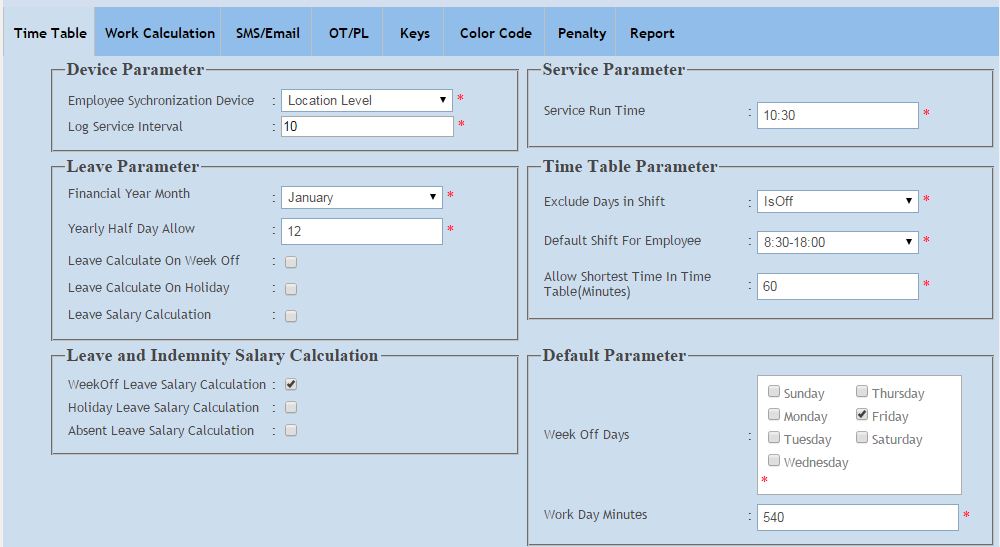 Time Table Work Calculation SMS/Email OT/PL Keys Color Code Penalty Report
Device Parameter
Employee Sychronization Device : Location Level *
Log Service Interval : 10 *
Service Parameter
Service Run Time : 10:30 *
Leave Parameter
Financial Year Month : January *
Yearly Half Day Allow : 12 *
Leave Calculate On Week Off :
Leave Calculate On Holiday :
Leave Salary Calculation :
Time Table Parameter
Exclude Days in Shift : IsOff *
Default Shift For Employee : 8:30-18:00 *
Allow Shortest Time In Time
Table(Minutes) : 60 *
Leave and Indemnity Salary Calculation
WeekOff Leave Salary Calculation :
Holiday Leave Salary Calculation :
Absent Leave Salary Calculation :
Default Parameter
Week Off Days :
Sunday Thursday
Monday Friday
Tuesday Saturday
Wednesday
*
Work Day Minutes : 540 *